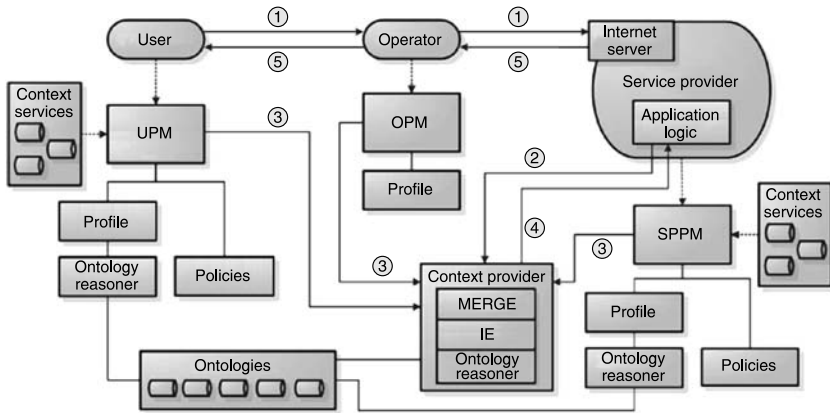 ①
①
User
Operator
Internet
server
⑤
⑤
Service provider
Context
services
Application
logic
UPM
③
OPM
②
Profile
Context
services
Profile
④
SPPM
③
Ontology
reasoner
Policies
③
Context provider
MERGE
Profile
IE
Ontologies
Ontology
reasoner
Ontology
reasoner
Policies